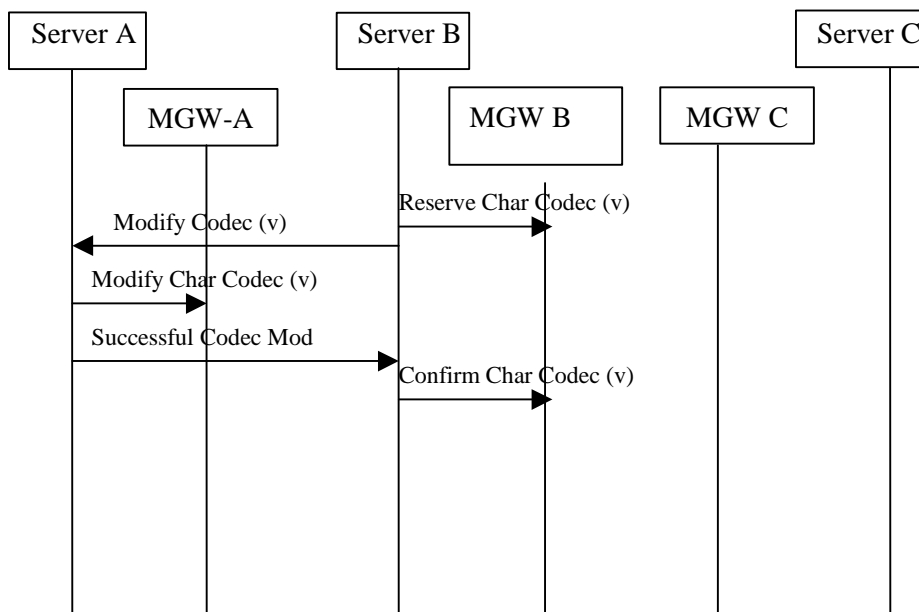 Server A
Server B
Server C
MGW-A
MGW B
MGW C
Reserve Char Codec (v)
Modify Codec (v)
Modify Char Codec (v)
Successful Codec Mod
Confirm Char Codec (v)